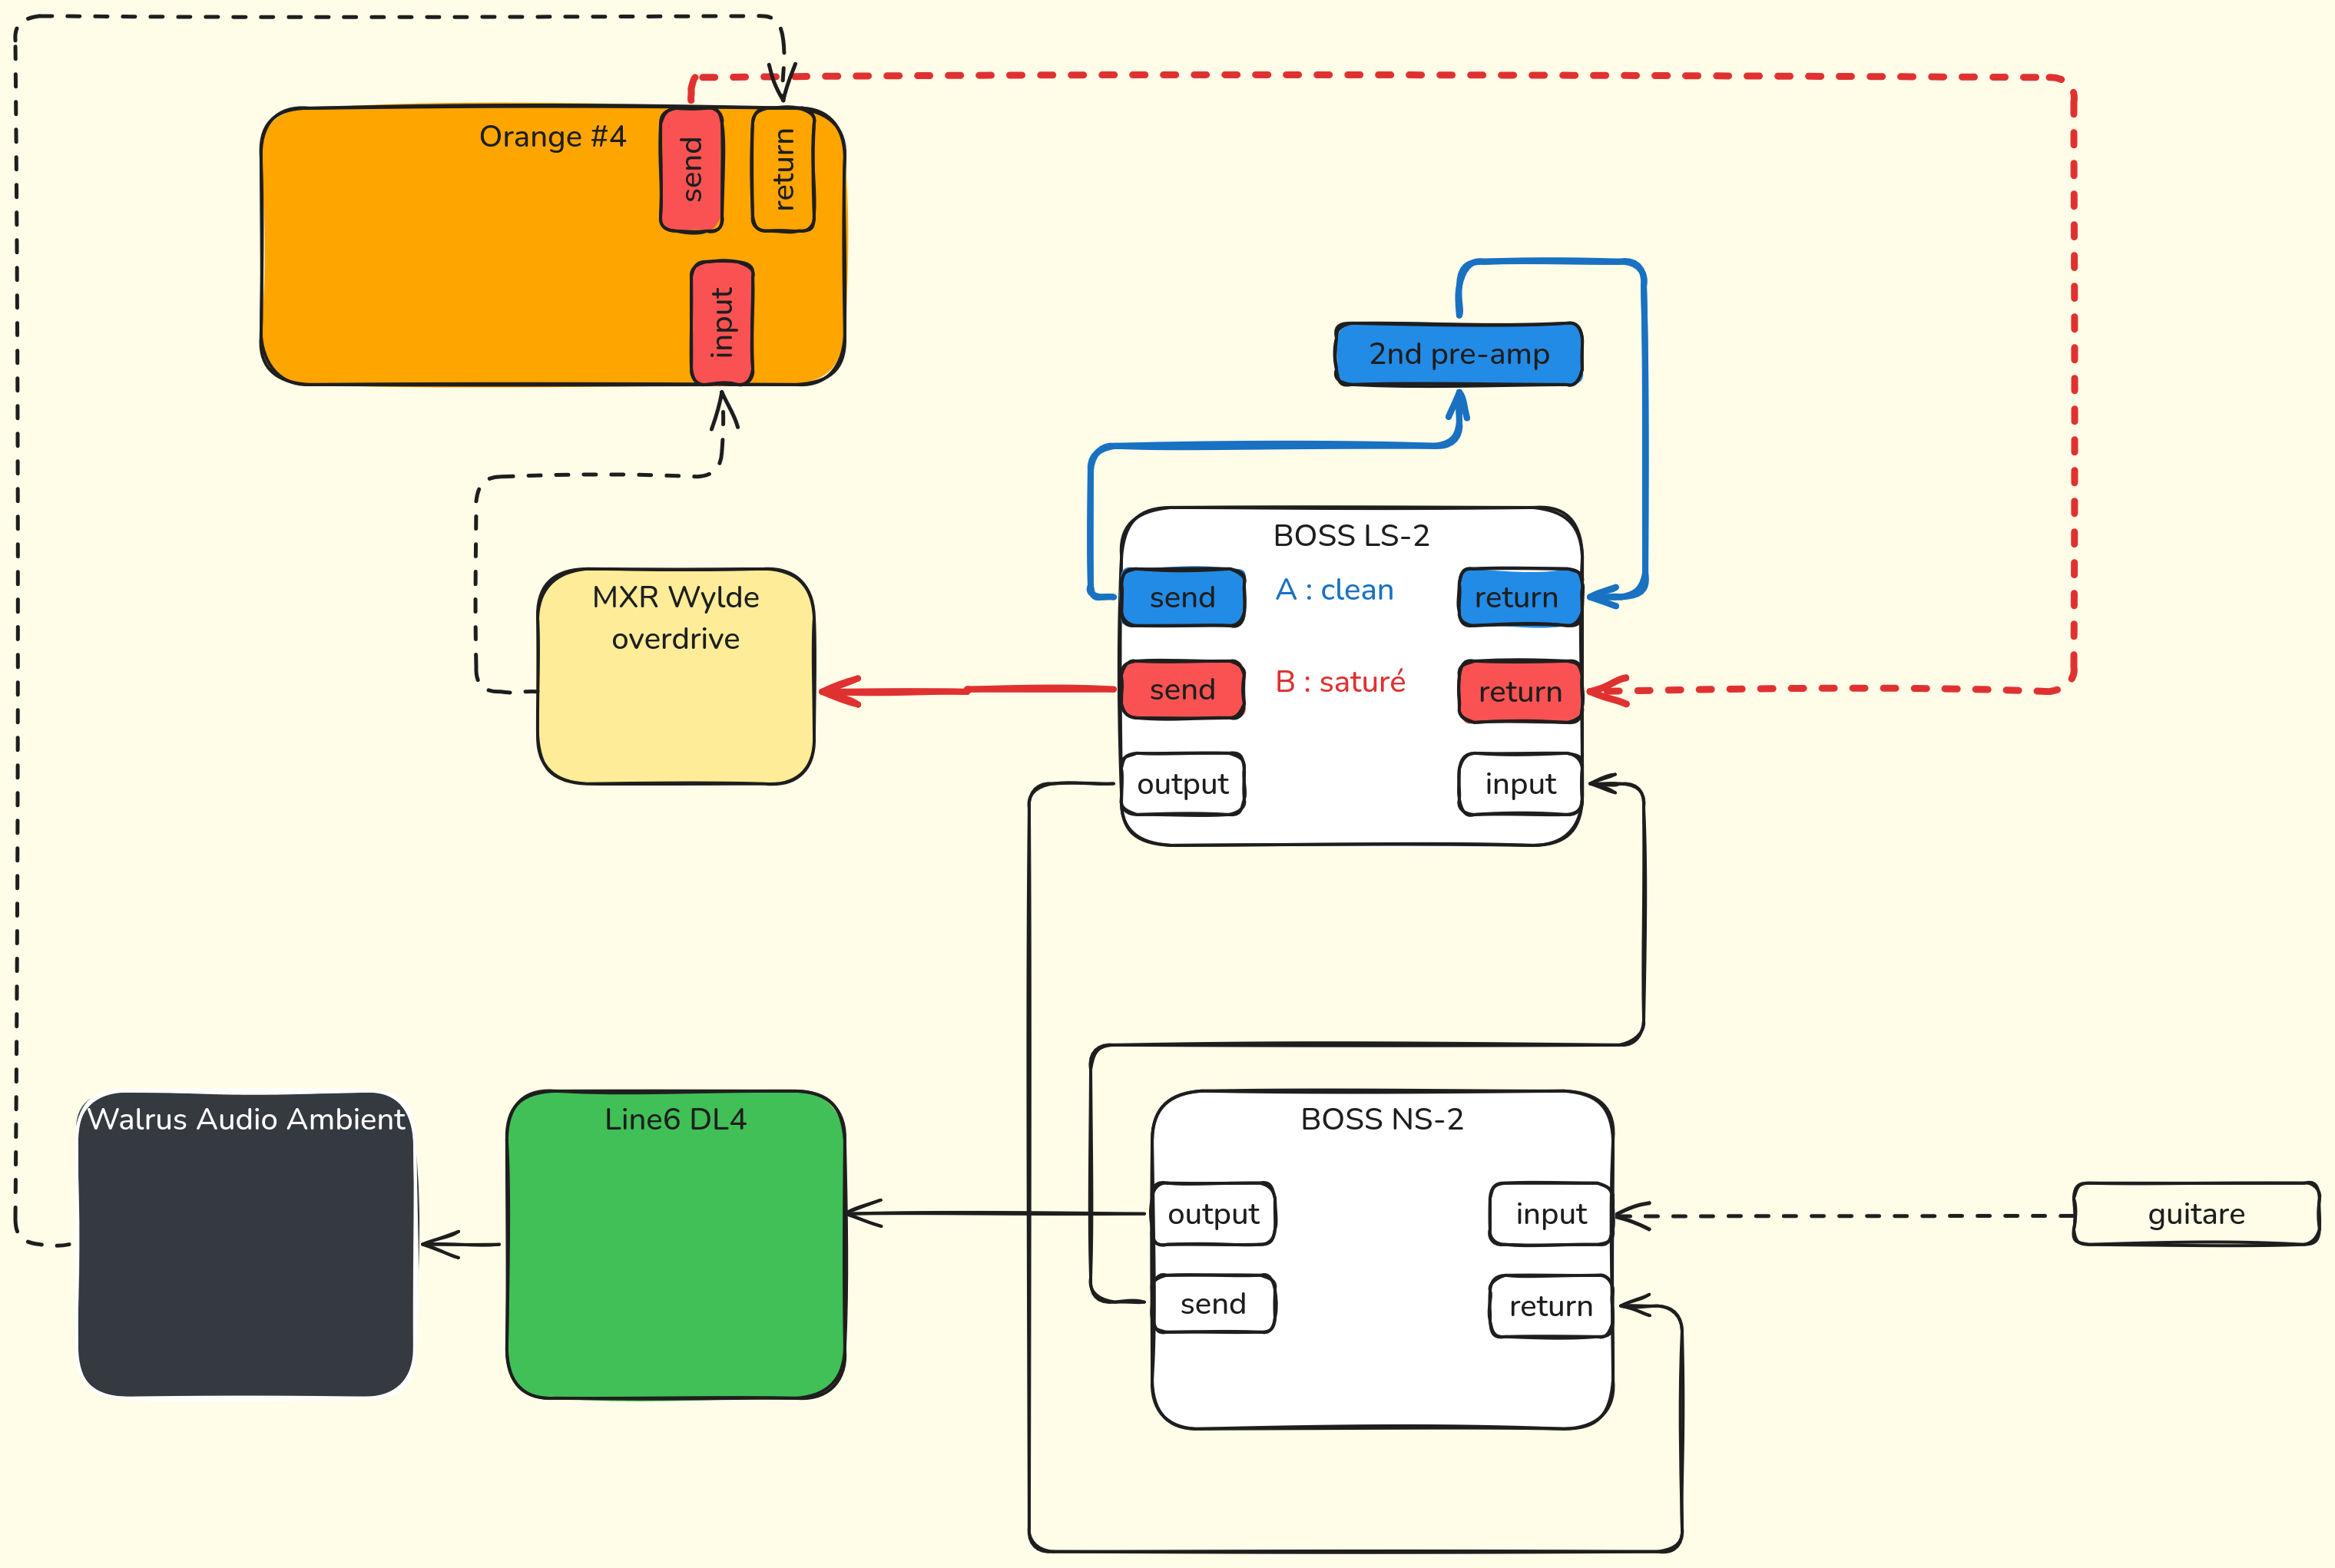 Orange #4
send
return
input
2nd pre-amp
BOSS LS-2
send
A : clean
return
send
B : saturé
return
output
input
MXR Wylde
overdrive
Walrus Audio Ambient
Line6 DL4
BOSS NS-2
output
input
send
return
guitare